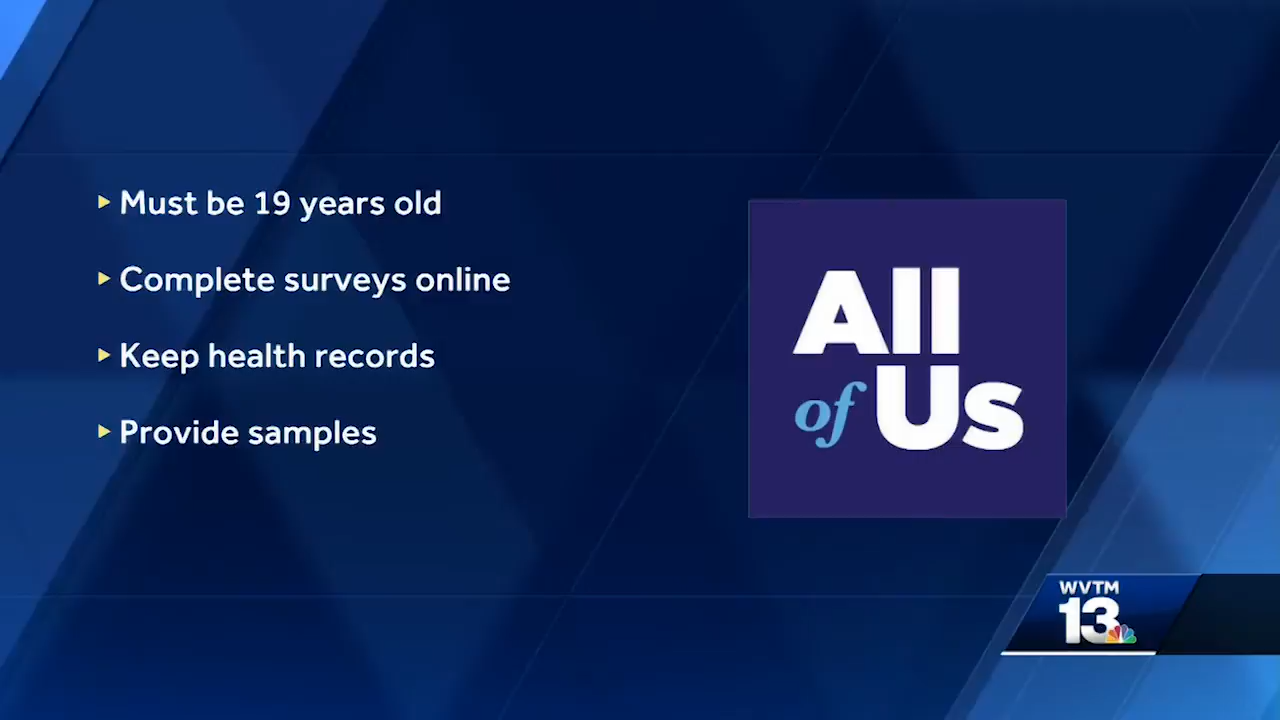 Must be 19 years old
Complete surveys online
Keep health records
Provide samples
All
of Us
WVTM
13